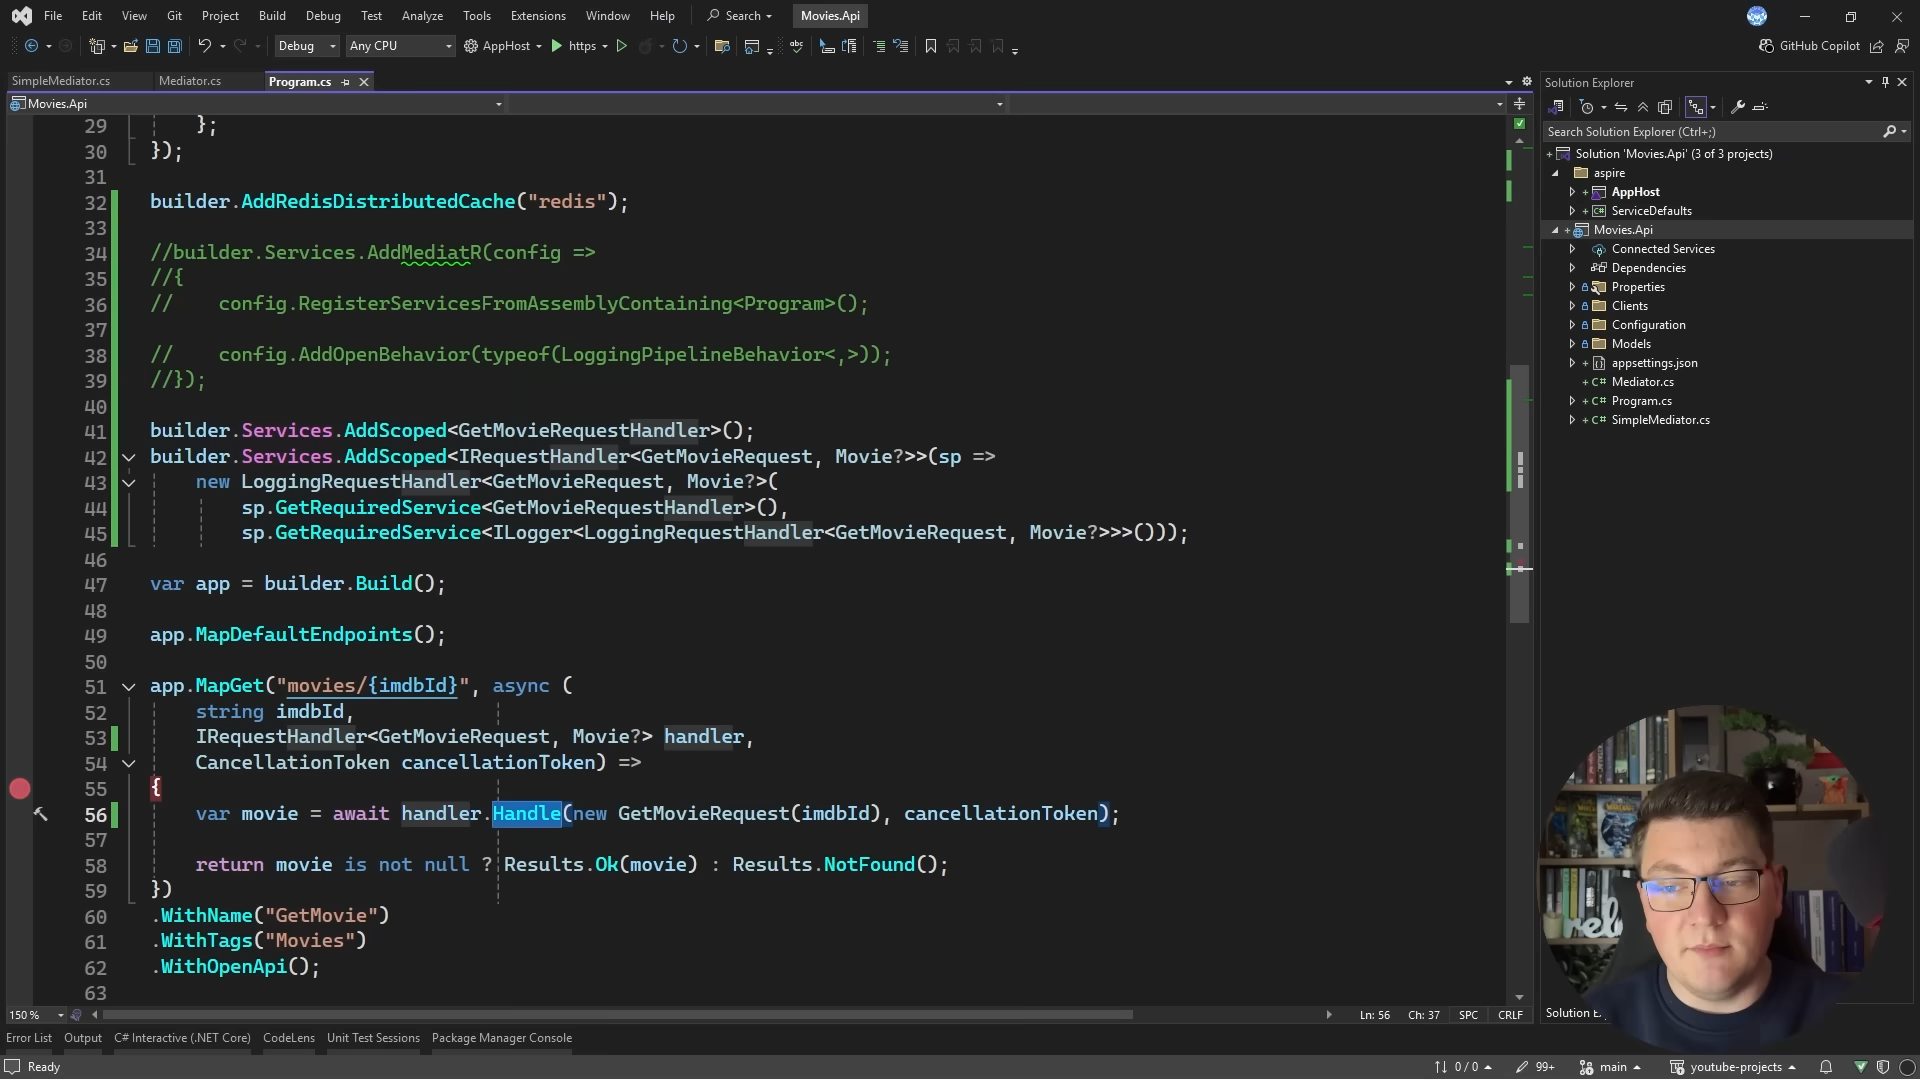 File Edit View Git Project Build Debug Test Analyze Tools Extensions Window Help Search Movies.Api
Debug Any CPU AppHost https GitHub Copilot
SimpleMediator.cs Mediator.cs Program.cs
Movies.Api
29 };
30 });
31
32 builder.AddRedisDistributedCache("redis");
33
34 //builder.Services.AddMediatR(config =>
35 //{
36 // config.RegisterServicesFromAssemblyContaining<Program>();
37
38 // config.AddOpenBehavior(typeof(LoggingPipelineBehavior<,>));
39 //});
40
41 builder.Services.AddScoped<GetMovieRequestHandler>();
42 builder.Services.AddScoped<IRequestHandler<GetMovieRequest, Movie?>>(sp =>
43 new LoggingRequestHandler<GetMovieRequest, Movie?>(
44 sp.GetRequiredService<GetMovieRequestHandler>(),
45 sp.GetRequiredService<ILogger<LoggingRequestHandler<GetMovieRequest, Movie?>>>()));
46
47 var app = builder.Build();
48
49 app.MapDefaultEndpoints();
50
51 app.MapGet("movies/{imdbId}", async (
52 string imdbId,
53 IRequestHandler<GetMovieRequest, Movie?> handler,
54 CancellationToken cancellationToken) =>
55 {
56 var movie = await handler.Handle(new GetMovieRequest(imdbId), cancellationToken);
57
58 return movie is not null ? Results.Ok(movie) : Results.NotFound();
59 })
60 .WithName("GetMovie")
61 .WithTags("Movies")
62 .WithOpenApi();
63
150 % Ln: 56 Ch: 37 SPC CRLF
Error List Output C# Interactive (.NET Core) CodeLens Unit Test Sessions Package Manager Console
Ready 0 / 0 99+ main youtube-projects
Solution Explorer
Search Solution Explorer (Ctrl+;)
Solution 'Movies.Api' (3 of 3 projects)
aspire
AppHost
ServiceDefaults
Movies.Api
Connected Services
Dependencies
Properties
Clients
Configuration
Models
appsettings.json
Mediator.cs
Program.cs
SimpleMediator.cs